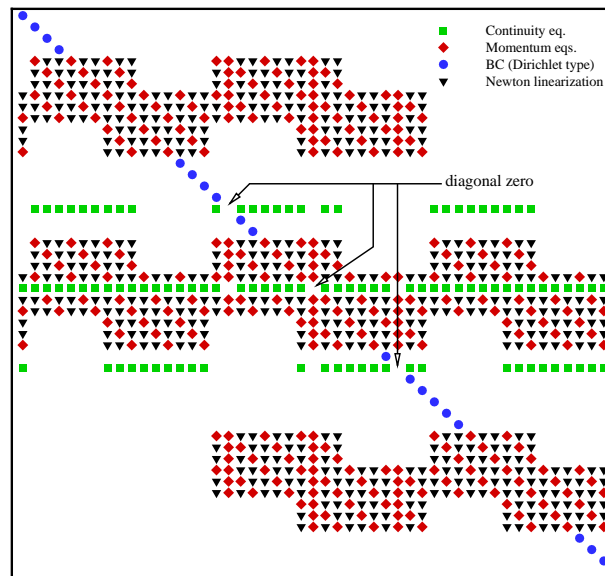 Continuity eq.
Momentum eqs.
BC (Dirichlet type)
Newton linearization
diagonal zero